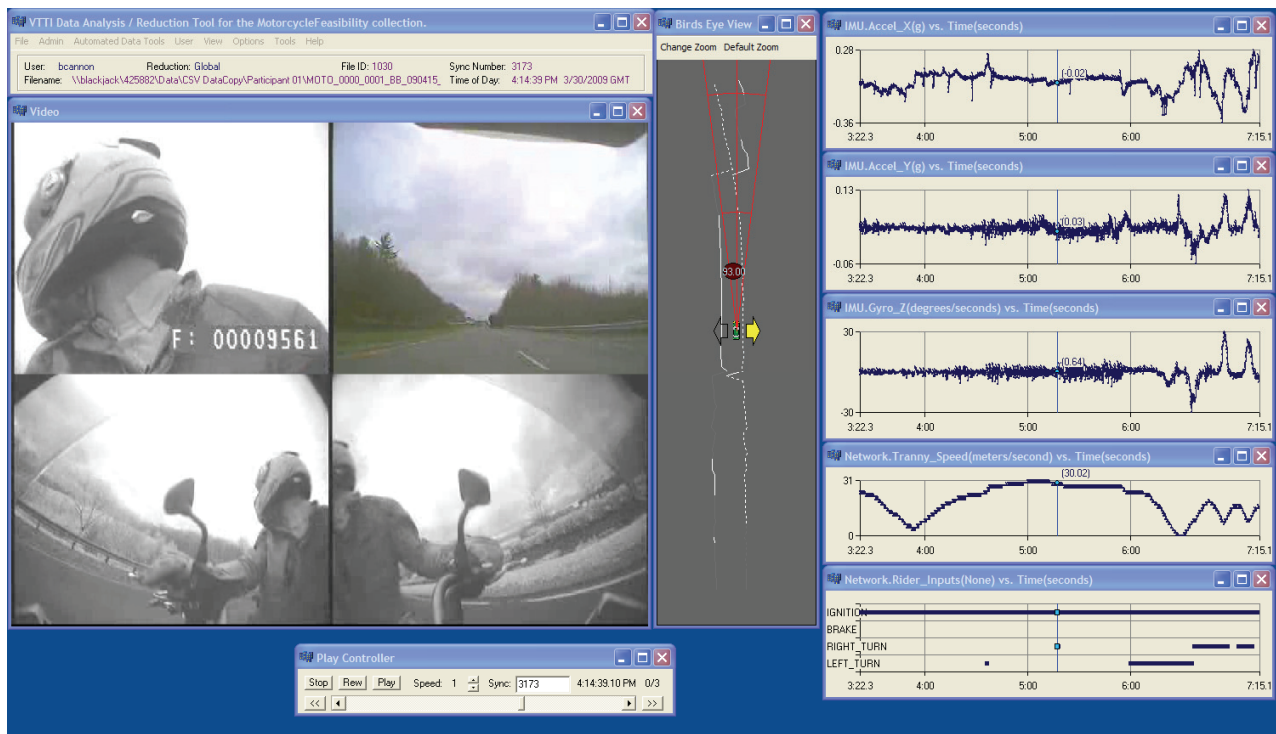 VTTI Data Analysis / Reduction Tool for the MotorcycleFeasibility collection.
File Admin Automated Data Tools User View Options Tools Help
User: bcannon Reduction: Global File ID: 1030 Sync Number: 3173
Filename: \\blackjack\425882\Data\CSV DataCopy\Participant 01\MOTO_0000_0001_BB_090415_ Time of Day: 4:14:39 PM 3/30/2009 GMT
Video
F: 00009561
Birds Eye View
Change Zoom Default Zoom
93.00
IMU.Accel_X(g) vs. Time(seconds)
0.28
(-0.02)
-0.36
3:22.3 4:00 5:00 6:00 7:15.1
IMU.Accel_Y(g) vs. Time(seconds)
0.13
(0.03)
-0.06
3:22.3 4:00 5:00 6:00 7:15.1
IMU.Gyro_Z(degrees/seconds) vs. Time(seconds)
30
(0.64)
-30
3:22.3 4:00 5:00 6:00 7:15.1
Network.Tranny_Speed(meters/second) vs. Time(seconds)
(30.02)
31
0
3:22.3 4:00 5:00 6:00 7:15.1
Network.Rider_Inputs(None) vs. Time(seconds)
IGNITION
BRAKE
RIGHT_TURN
LEFT_TURN
3:22.3 4:00 5:00 6:00 7:15.1
Play Controller
Stop Rew Play Speed: 1 Sync: 3173 4:14:39.10 PM 0/3
<< >>